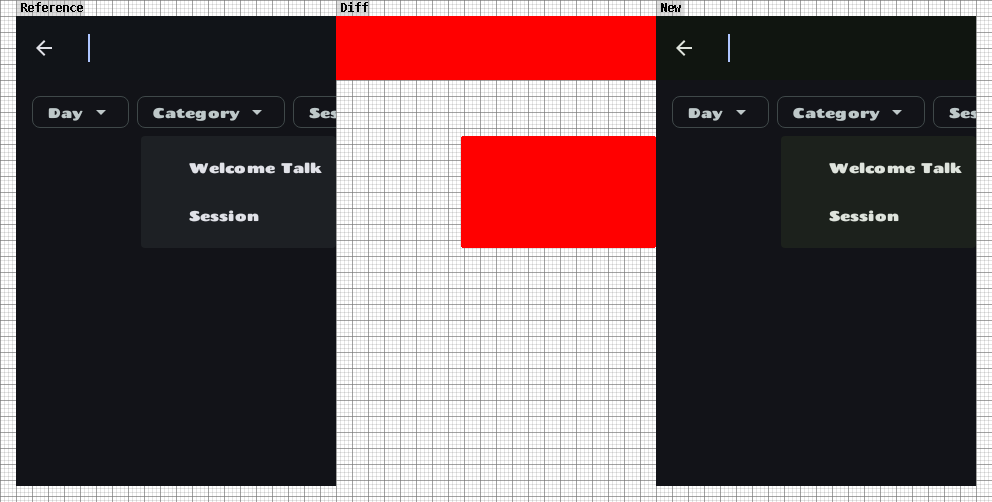 Reference Diff New
Day Category Ses Day Category Ses
Welcome Talk Welcome Talk
Session Session